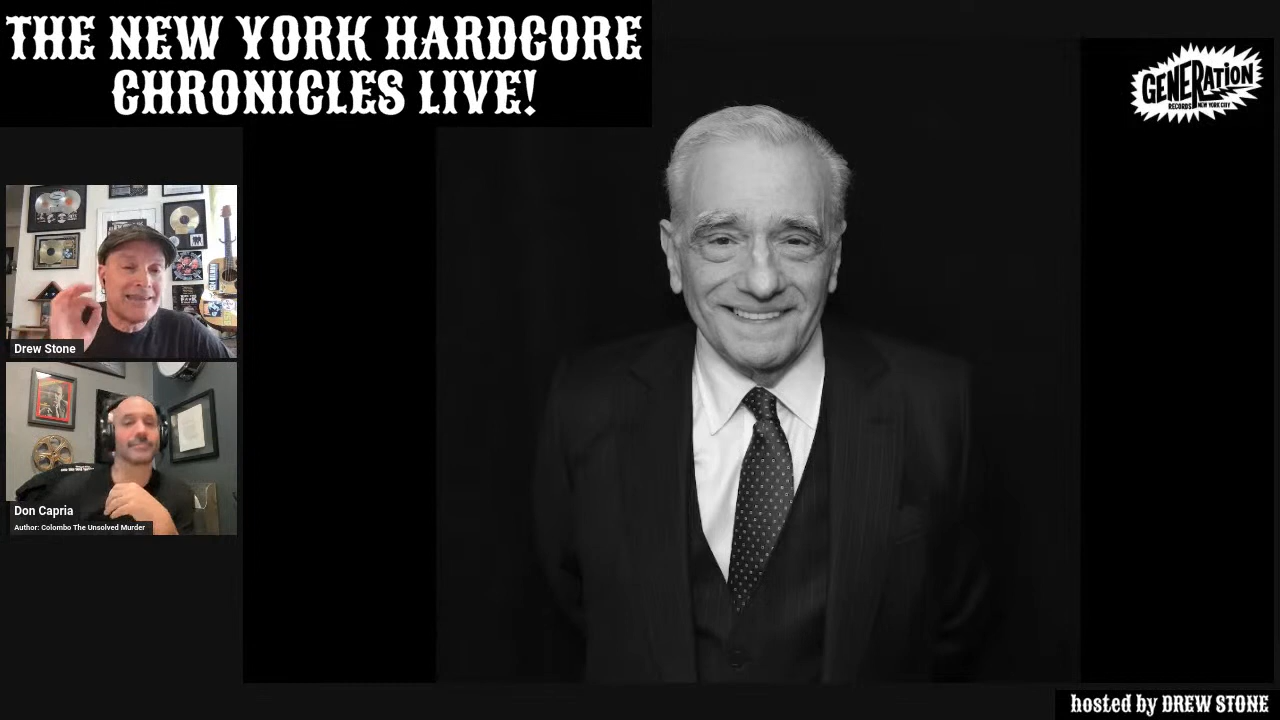 THE NEW YORK HARDCORE
CHRONICLES LIVE!
GENERATION
RECORDS NEW YORK CITY
Drew Stone
Don Capria
Author: Colombo The Unsolved Murder
hosted by DREW STONE